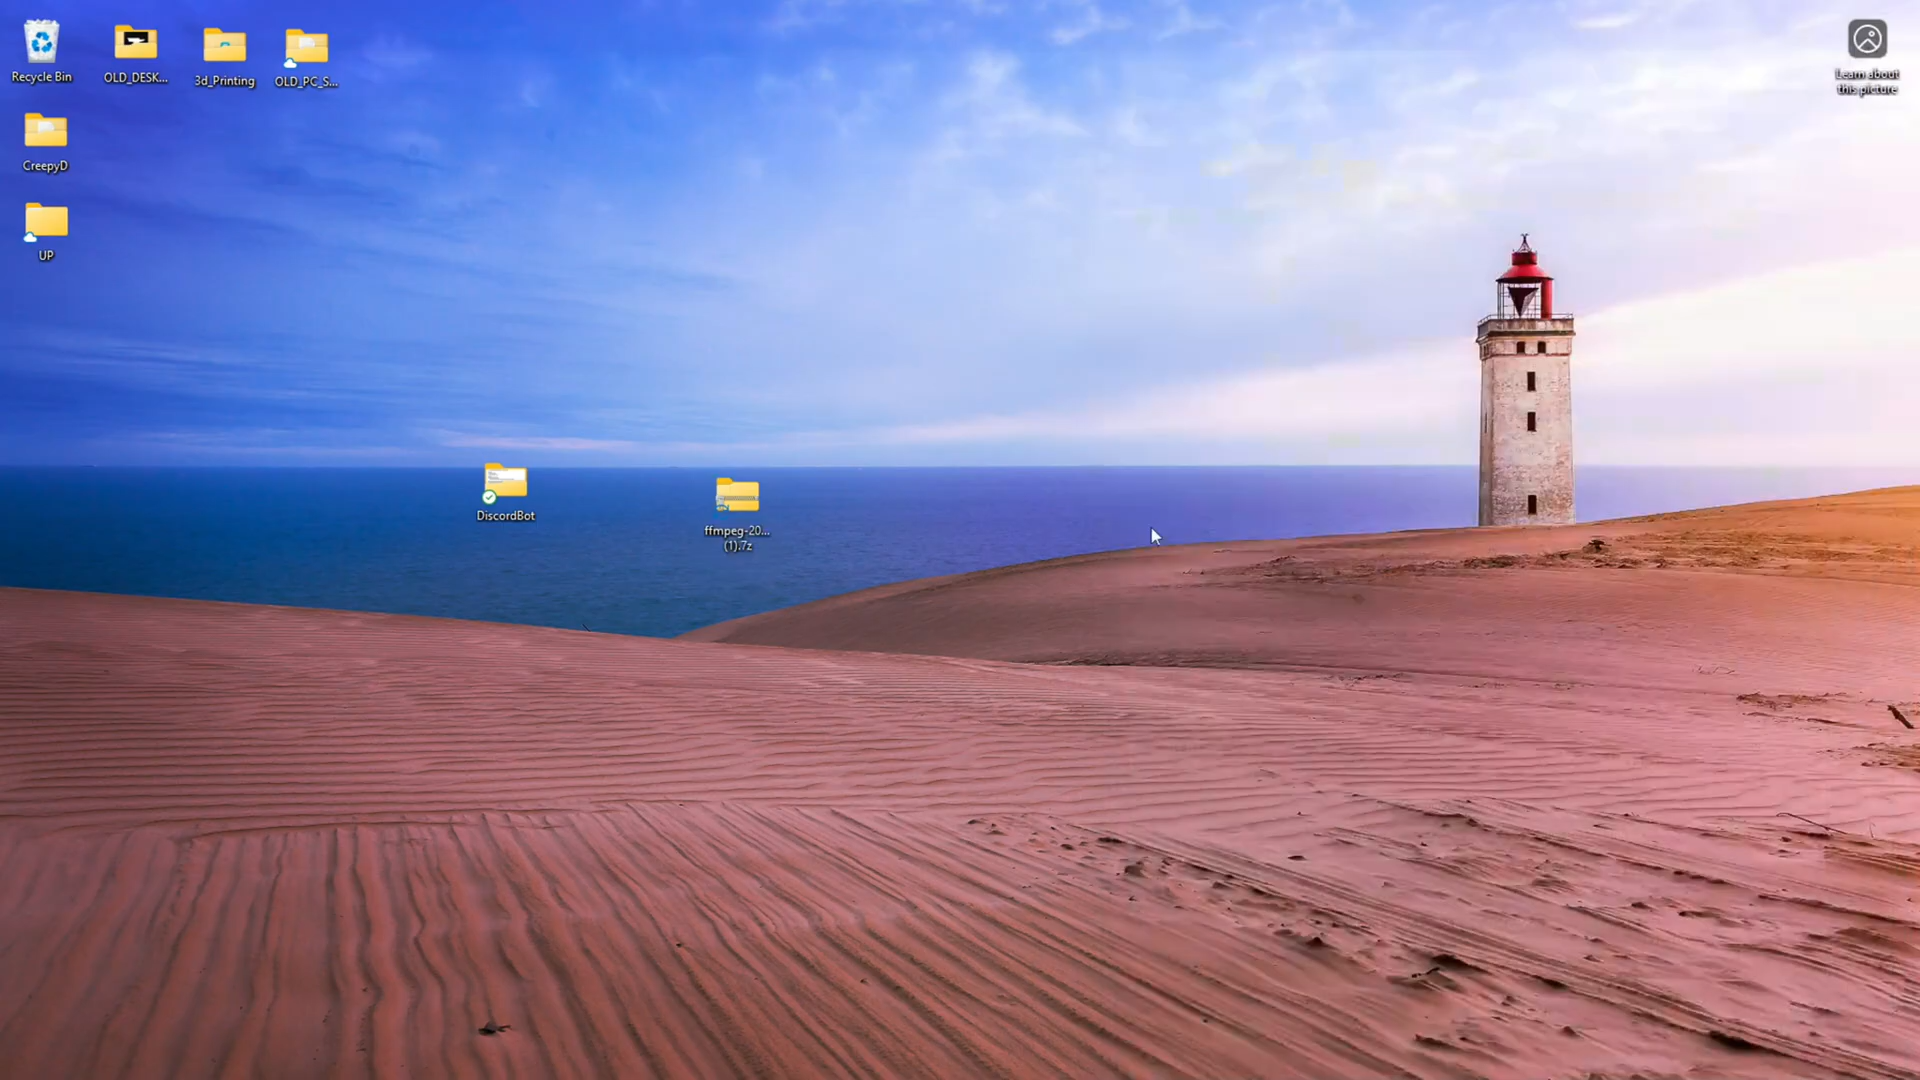 Recycle Bin
OLD_DESK...
3d_Printing
OLD_PC_S...
Learn about
this picture
CreepyD
UP
DiscordBot
ffmpeg-20...
(1).7z